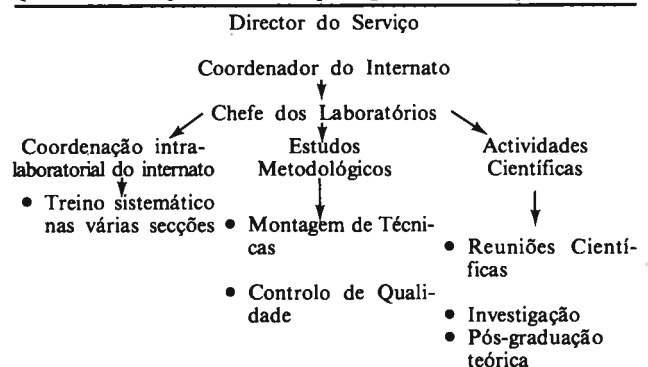 Director do Serviço
Coordenador do Internato
Chefe dos Laboratórios
Coordenação intra-
laboratorial do internato
• Treino sistemático
nas várias secções
Estudos
Metodológicos
• Montagem de Técni-
cas
• Controlo de Quali-
dade
Actividades
Científicas
• Reuniões Cientí-
ficas
• Investigação
• Pós-graduação
teórica